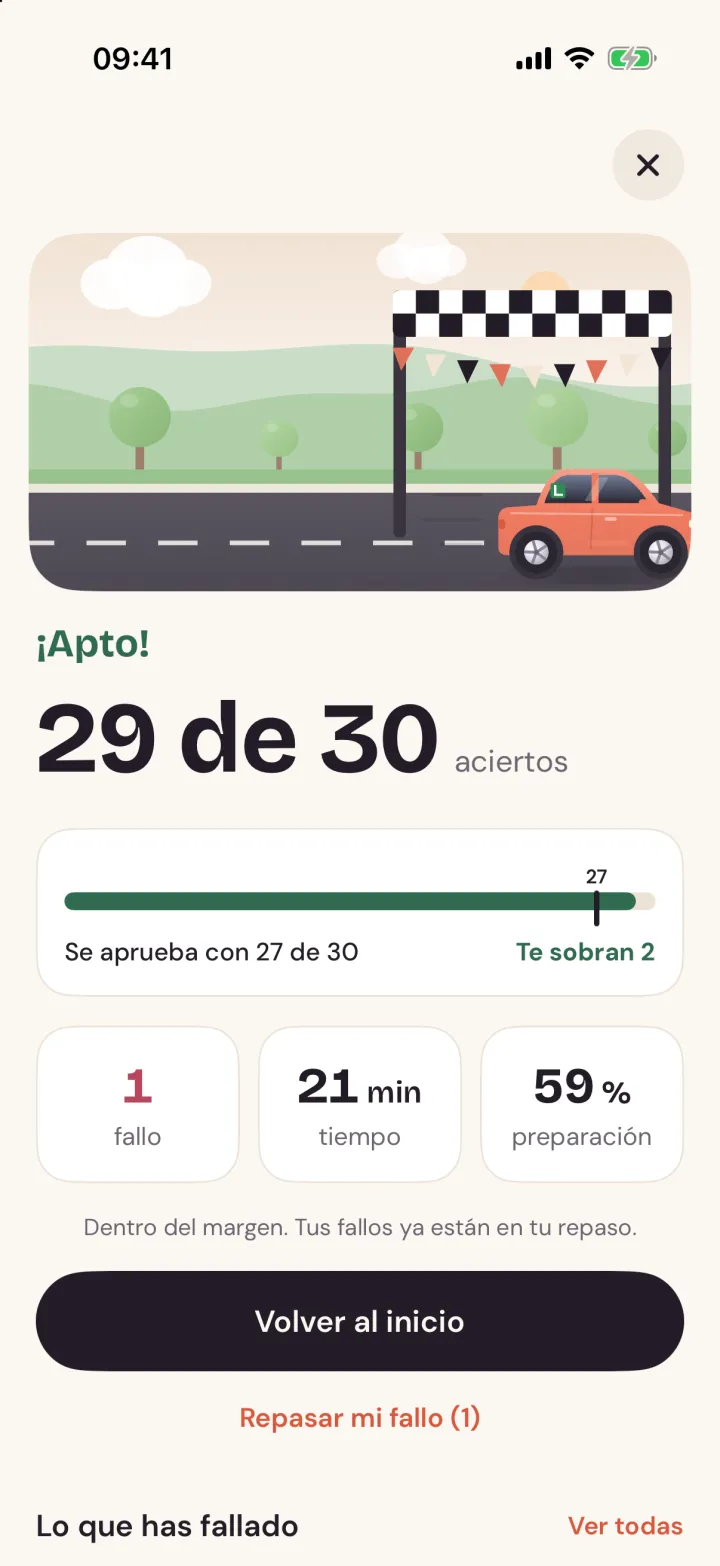 09:41
L
¡Apto!
29 de 30 aciertos
27
Se aprueba con 27 de 30
Te sobran 2
1
fallo
21 min
tiempo
59 %
preparación
Dentro del margen. Tus fallos ya están en tu repaso.
Volver al inicio
Repasar mi fallo (1)
Lo que has fallado
Ver todas